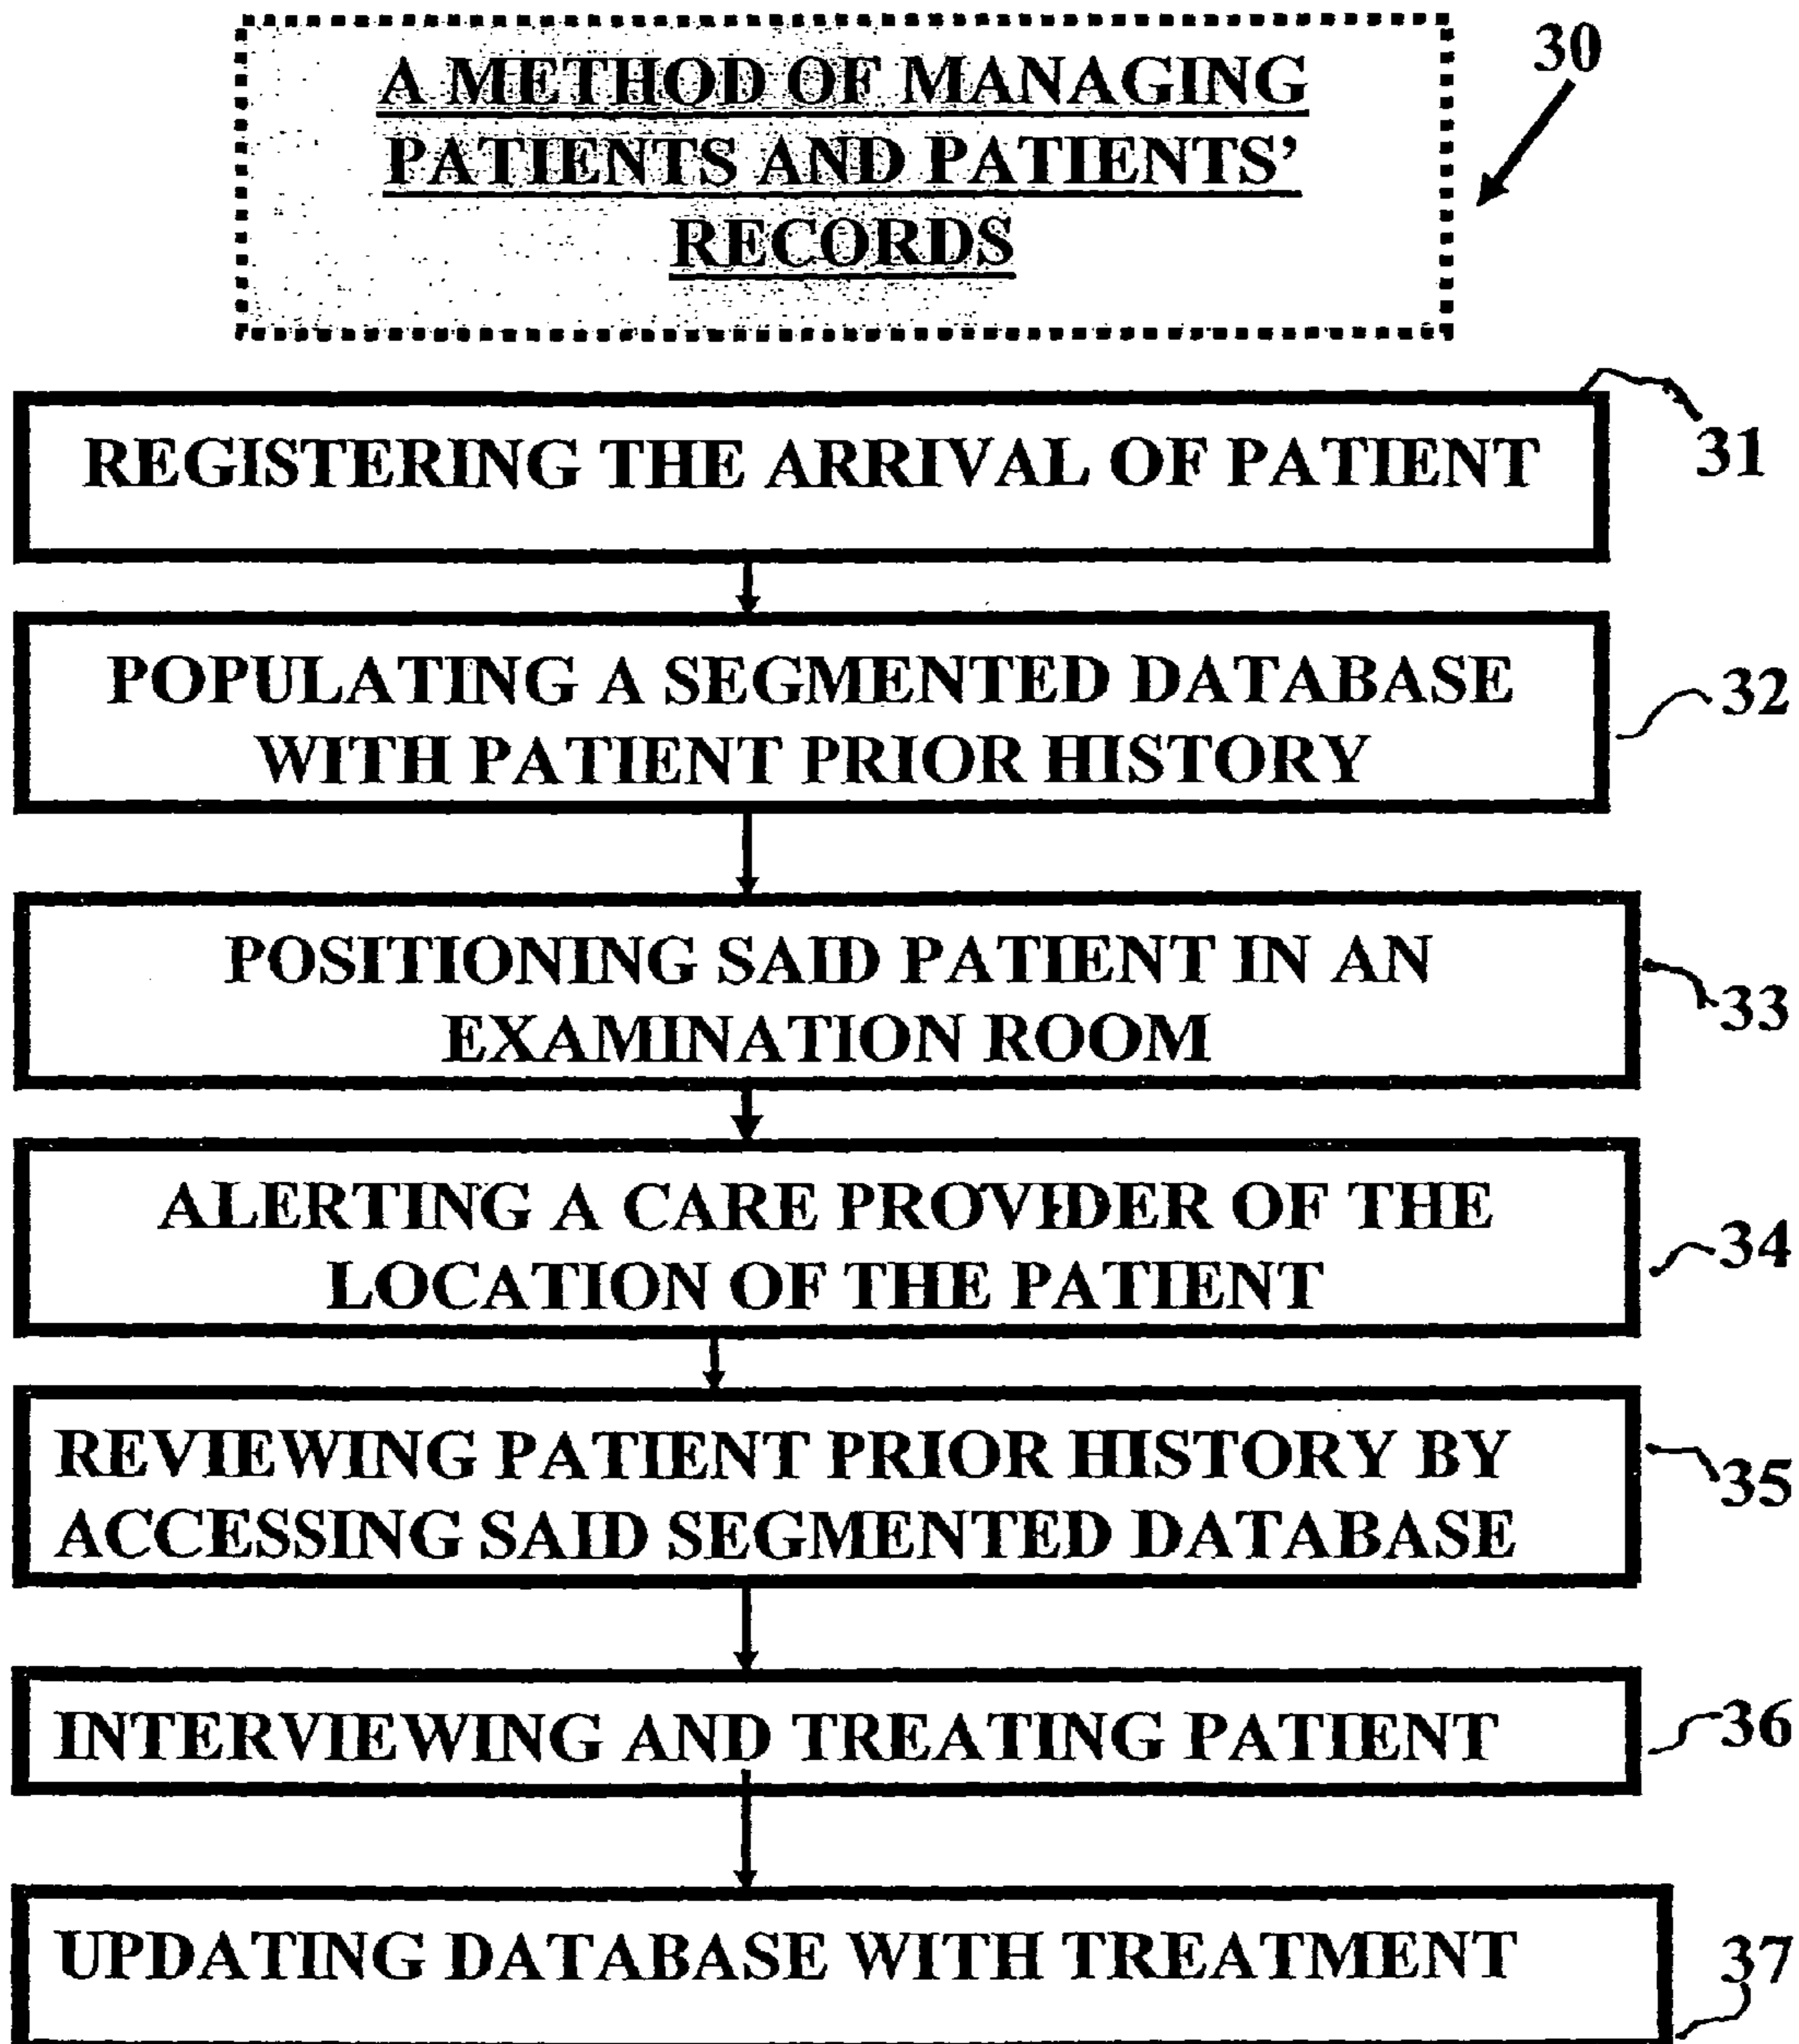 A METHOD OF MANAGING
PATIENTS AND PATIENTS'
RECORDS
30
REGISTERING THE ARRIVAL OF PATIENT
31
POPULATING A SEGMENTED DATABASE
WITH PATIENT PRIOR HISTORY
32
POSITIONING SAID PATIENT IN AN
EXAMINATION ROOM
33
ALERTING A CARE PROVIDER OF THE
LOCATION OF THE PATIENT
34
REVIEWING PATIENT PRIOR HISTORY BY
ACCESSING SAID SEGMENTED DATABASE
35
INTERVIEWING AND TREATING PATIENT
36
UPDATING DATABASE WITH TREATMENT
37